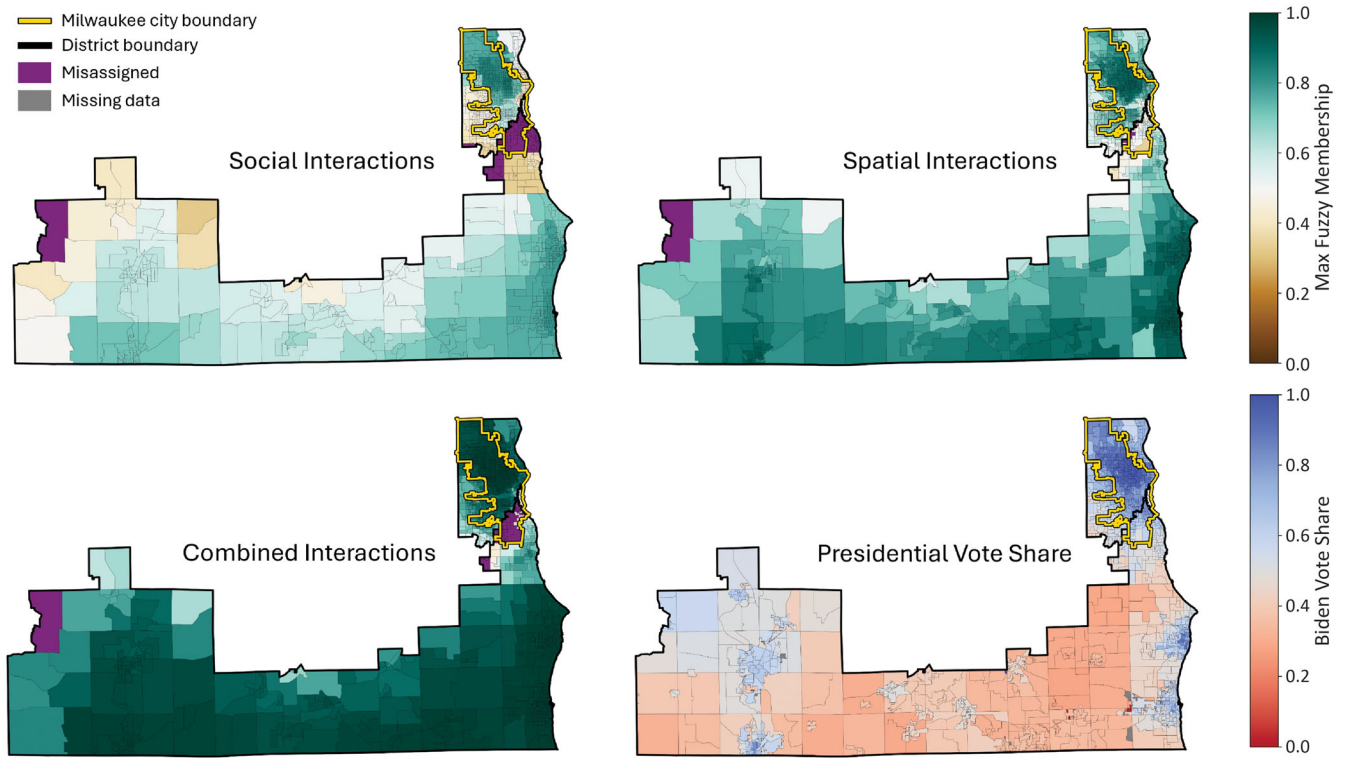 Milwaukee city boundary
District boundary
Misassigned
Missing data
Social Interactions
Spatial Interactions
1.0
0.8
0.6
0.4
0.2
0.0
Max Fuzzy Membership
Combined Interactions
Presidential Vote Share
1.0
0.8
0.6
0.4
0.2
0.0
Biden Vote Share